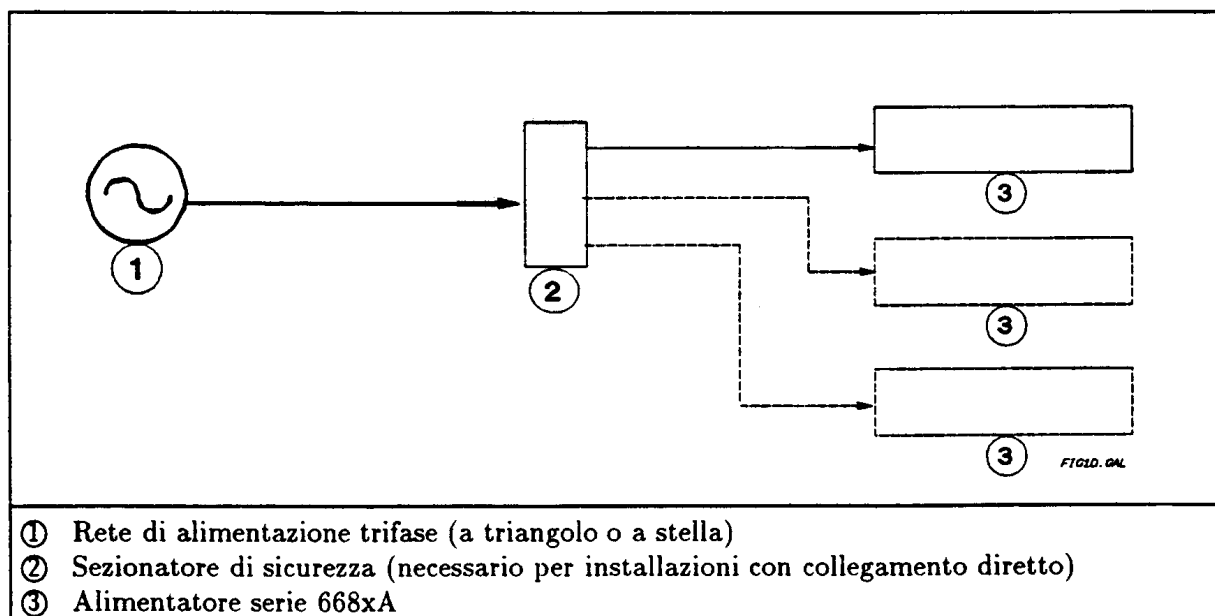 1
2
3
3
3
FIG1D.GAL
① Rete di alimentazione trifase (a triangolo o a stella)
② Sezionatore di sicurezza (necessario per installazioni con collegamento diretto)
③ Alimentatore serie 668xA